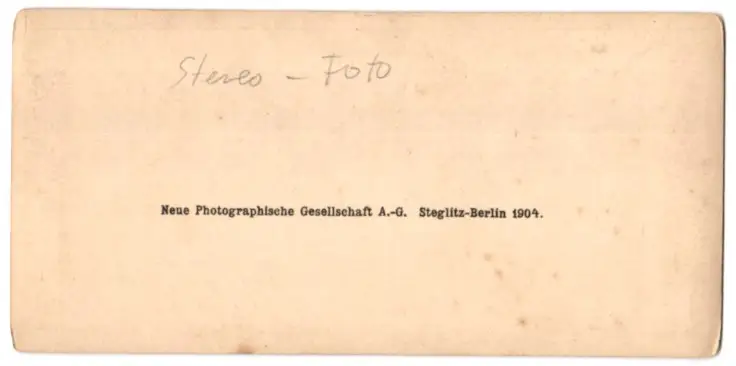 Stereo – Foto
Neue Photographische Gesellschaft A.-G. Steglitz-Berlin 1904.